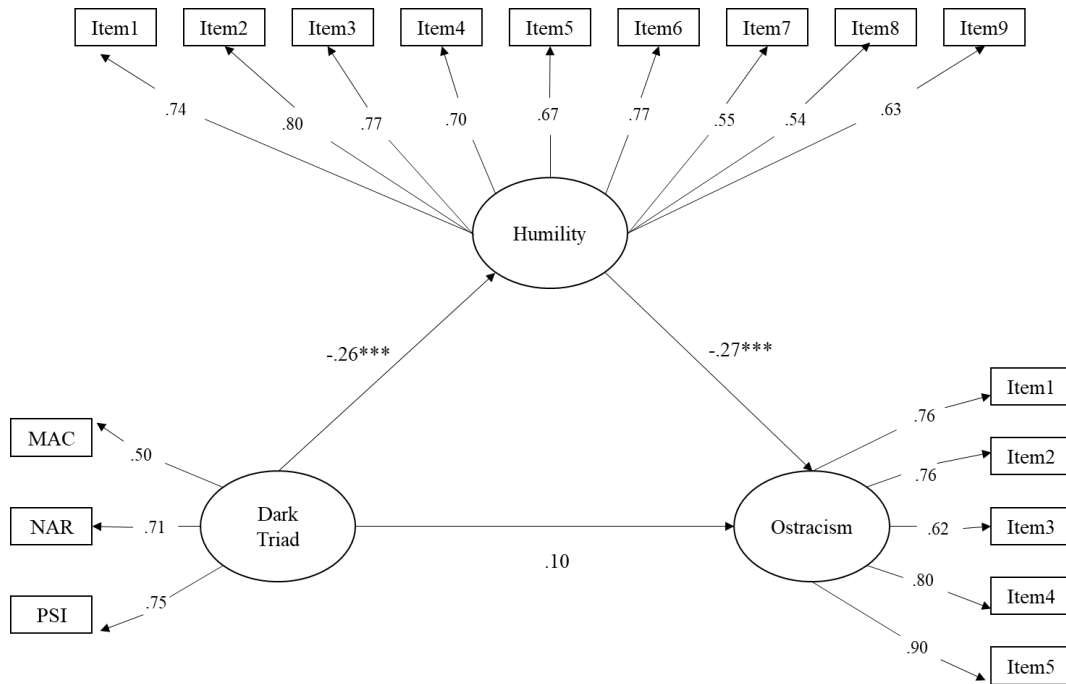 Item1
Item2
Item3
Item4
Item5
Item6
Item7
Item8
Item9
.74
.80
.77
.70
.67
.77
.55
.54
.63
Humility
-.26***
-.27***
MAC
NAR
PSI
.50
.71
.75
Dark
Triad
.10
Ostracism
.76
.76
.62
.80
.90
Item1
Item2
Item3
Item4
Item5